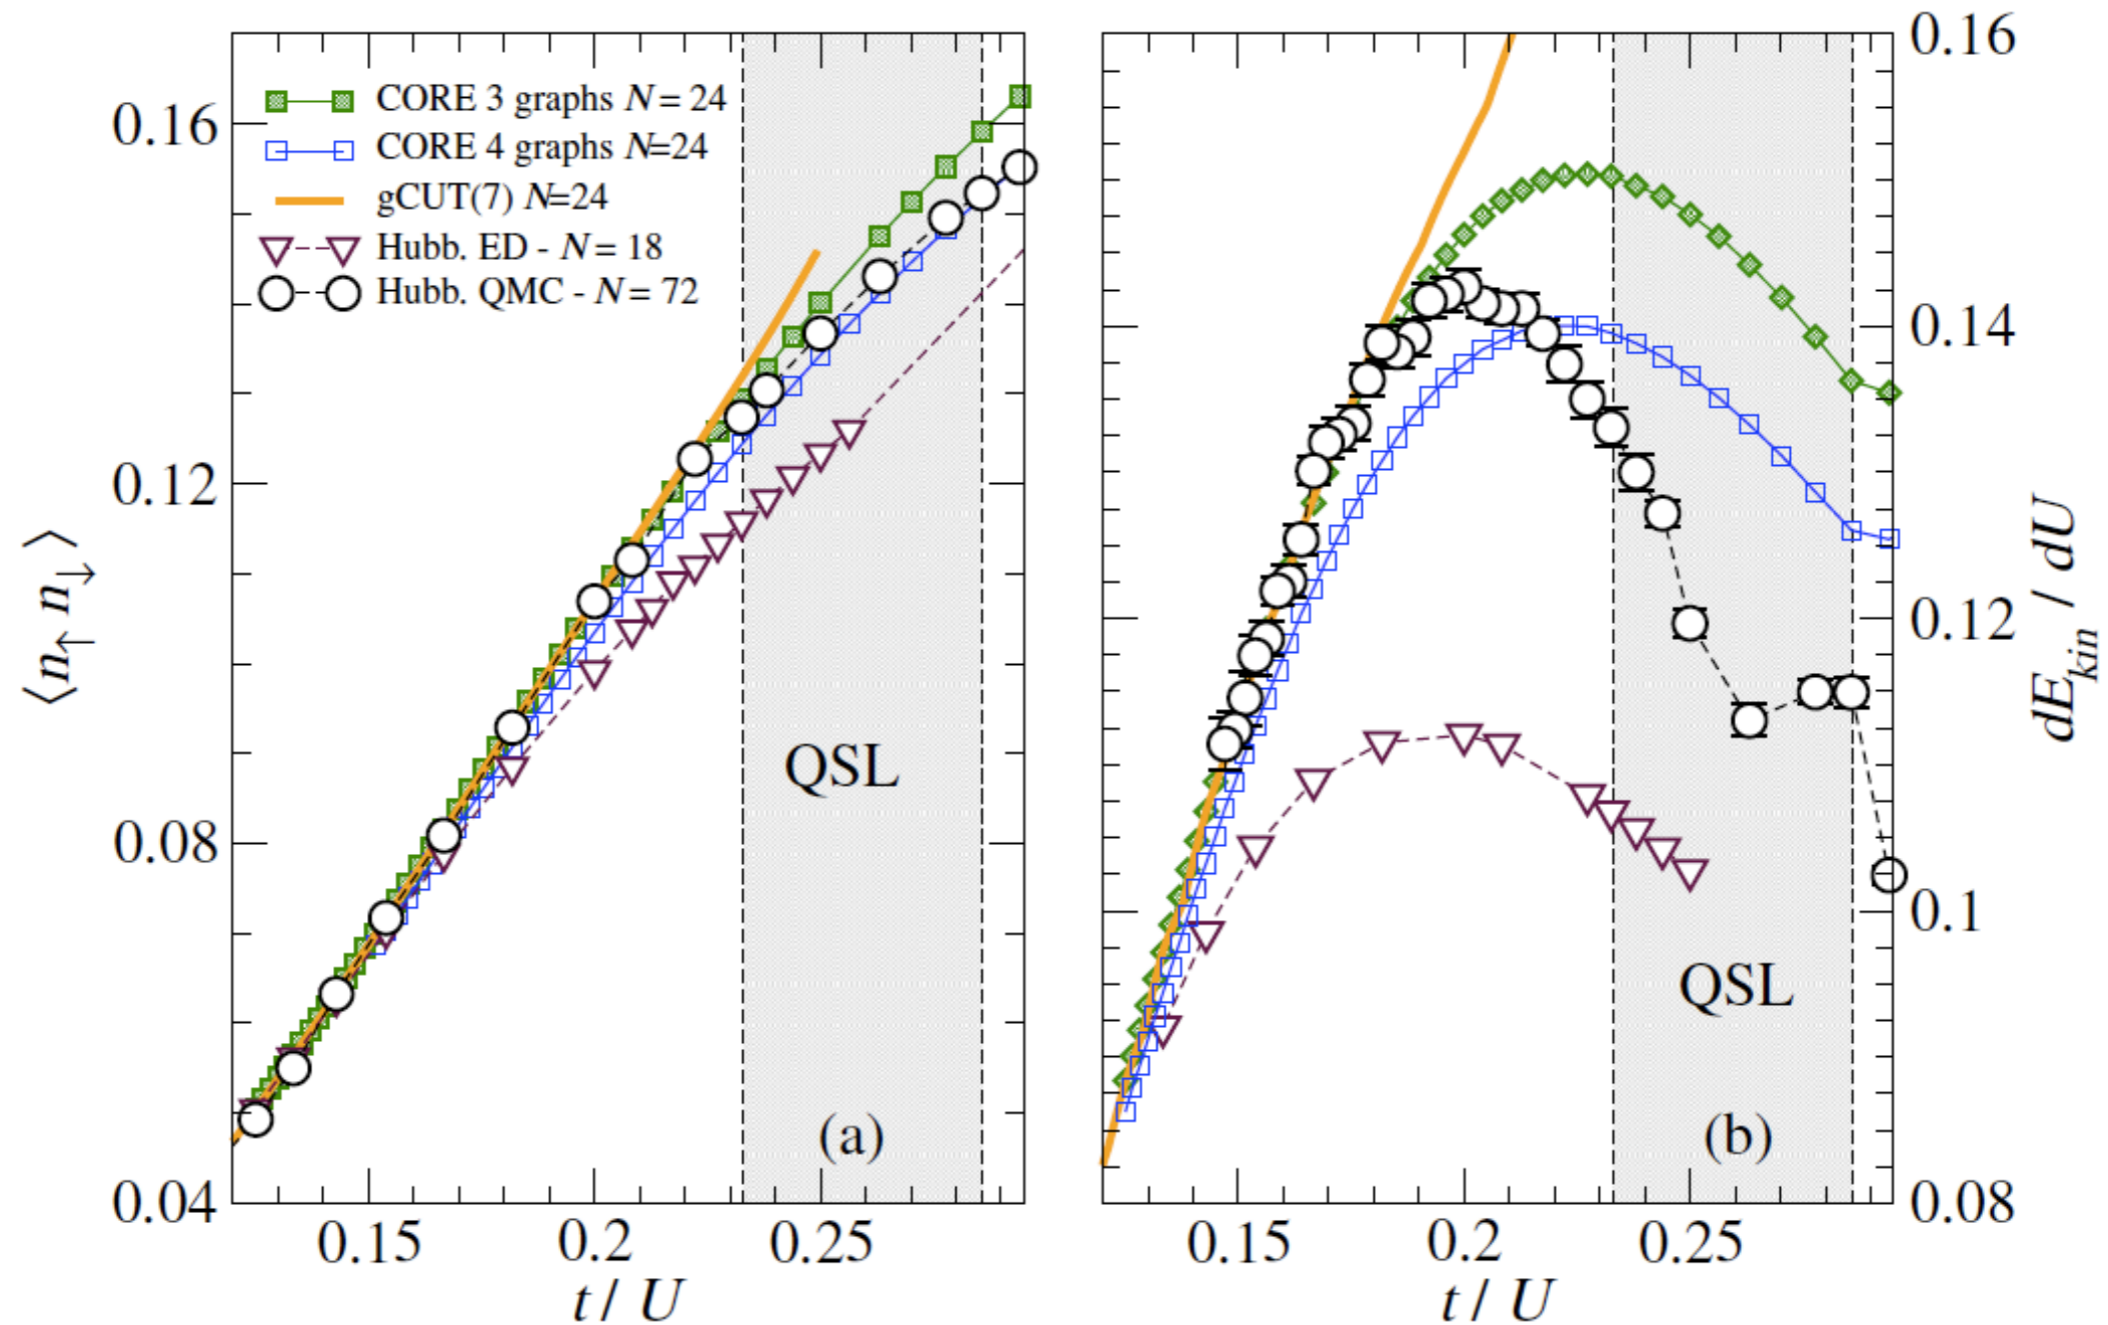 CORE 3 graphs N = 24
CORE 4 graphs N=24
gCUT(7) N=24
Hubb. ED - N = 18
Hubb. QMC - N = 72
0.16
0.12
0.08
0.04
⟨n↑ n↓⟩
QSL
(a)
0.15 0.2 0.25
t / U
0.16
0.14
0.12
0.1
0.08
dE_kin / dU
QSL
(b)
0.15 0.2 0.25
t / U